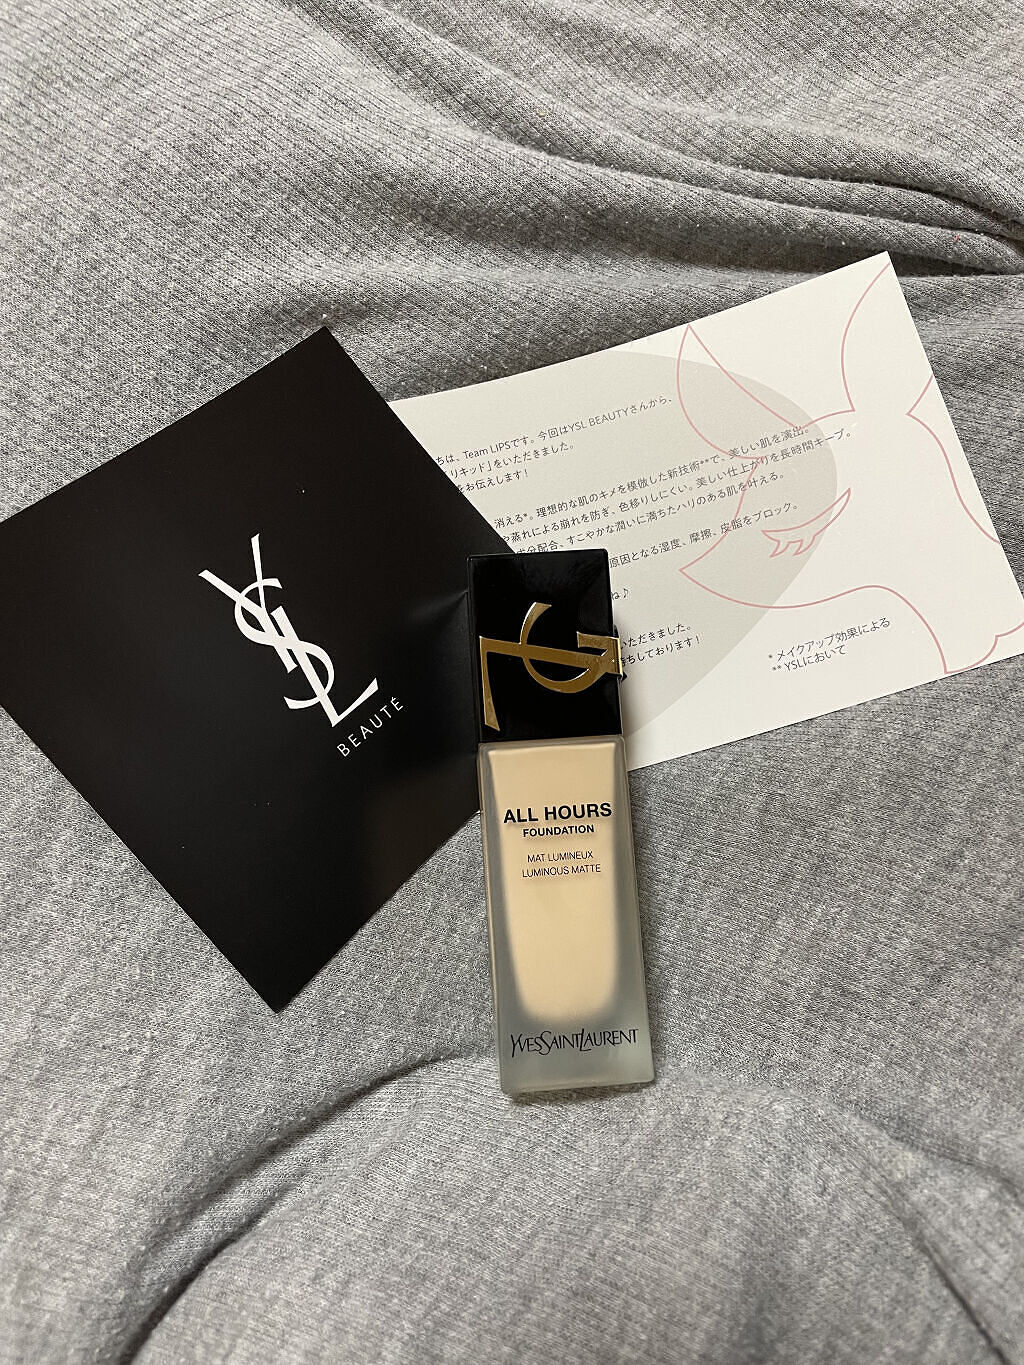 YSL
BEAUTÉ
ちは、Team LIPSです。今回はYSL BEAUTYさんから、
リキッド」をいただきました。
をお伝えします！
消える*。理想的な肌のキメを模倣した新技術**で、美しい肌を演出。
や蒸れによる崩れを防ぎ、色移りしにくい。美しい仕上がりを長時間キープ。
成分配合、すこやかな潤いに満ちたハリのある肌を叶える。
原因となる湿度、摩擦、皮脂をブロック。
ね♪
いただきました。
ちしております！
* メイクアップ効果による
** YSLにおいて
ALL HOURS
FOUNDATION
MAT LUMINEUX
LUMINOUS MATTE
YVESSAINTLAURENT